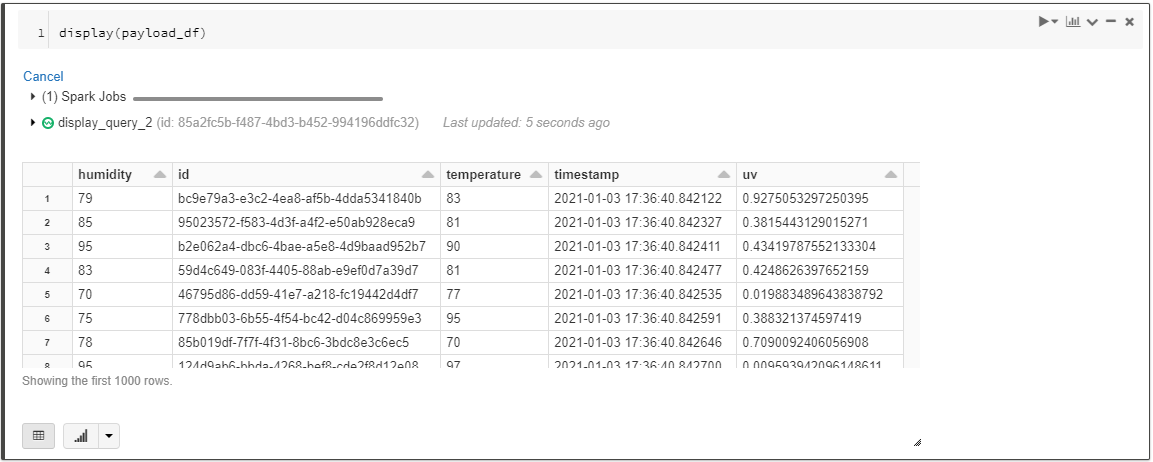 1 display(payload_df)
Cancel
(1) Spark Jobs
display_query_2 (id: 85a2fc5b-f487-4bd3-b452-994196ddfc32) Last updated: 5 seconds ago
humidity id temperature timestamp uv
1 79 bc9e79a3-e3c2-4ea8-af5b-4dda5341840b 83 2021-01-03 17:36:40.842122 0.9275053297250395
2 85 95023572-f583-4d3f-a4f2-e50ab928eca9 81 2021-01-03 17:36:40.842327 0.3815443129015271
3 95 b2e062a4-dbc6-4bae-a5e8-4d9baad952b7 90 2021-01-03 17:36:40.842411 0.43419787552133304
4 83 59d4c649-083f-4405-88ab-e9ef0d7a39d7 81 2021-01-03 17:36:40.842477 0.4248626397652159
5 70 46795d86-dd59-41e7-a218-fc19442d4df7 77 2021-01-03 17:36:40.842535 0.019883489643838792
6 75 778dbb03-6b55-4f54-bc42-d04c869959e3 95 2021-01-03 17:36:40.842591 0.388321374597419
7 78 85b019df-7f7f-4f31-8bc6-3bdc8e3c6ec5 70 2021-01-03 17:36:40.842646 0.7090092406056908
8 95 124d9ab6-bbda-4268-bef8-cde2f8d12e08 97 2021-01-03 17:36:40.842700 0.009593942096148611
Showing the first 1000 rows.